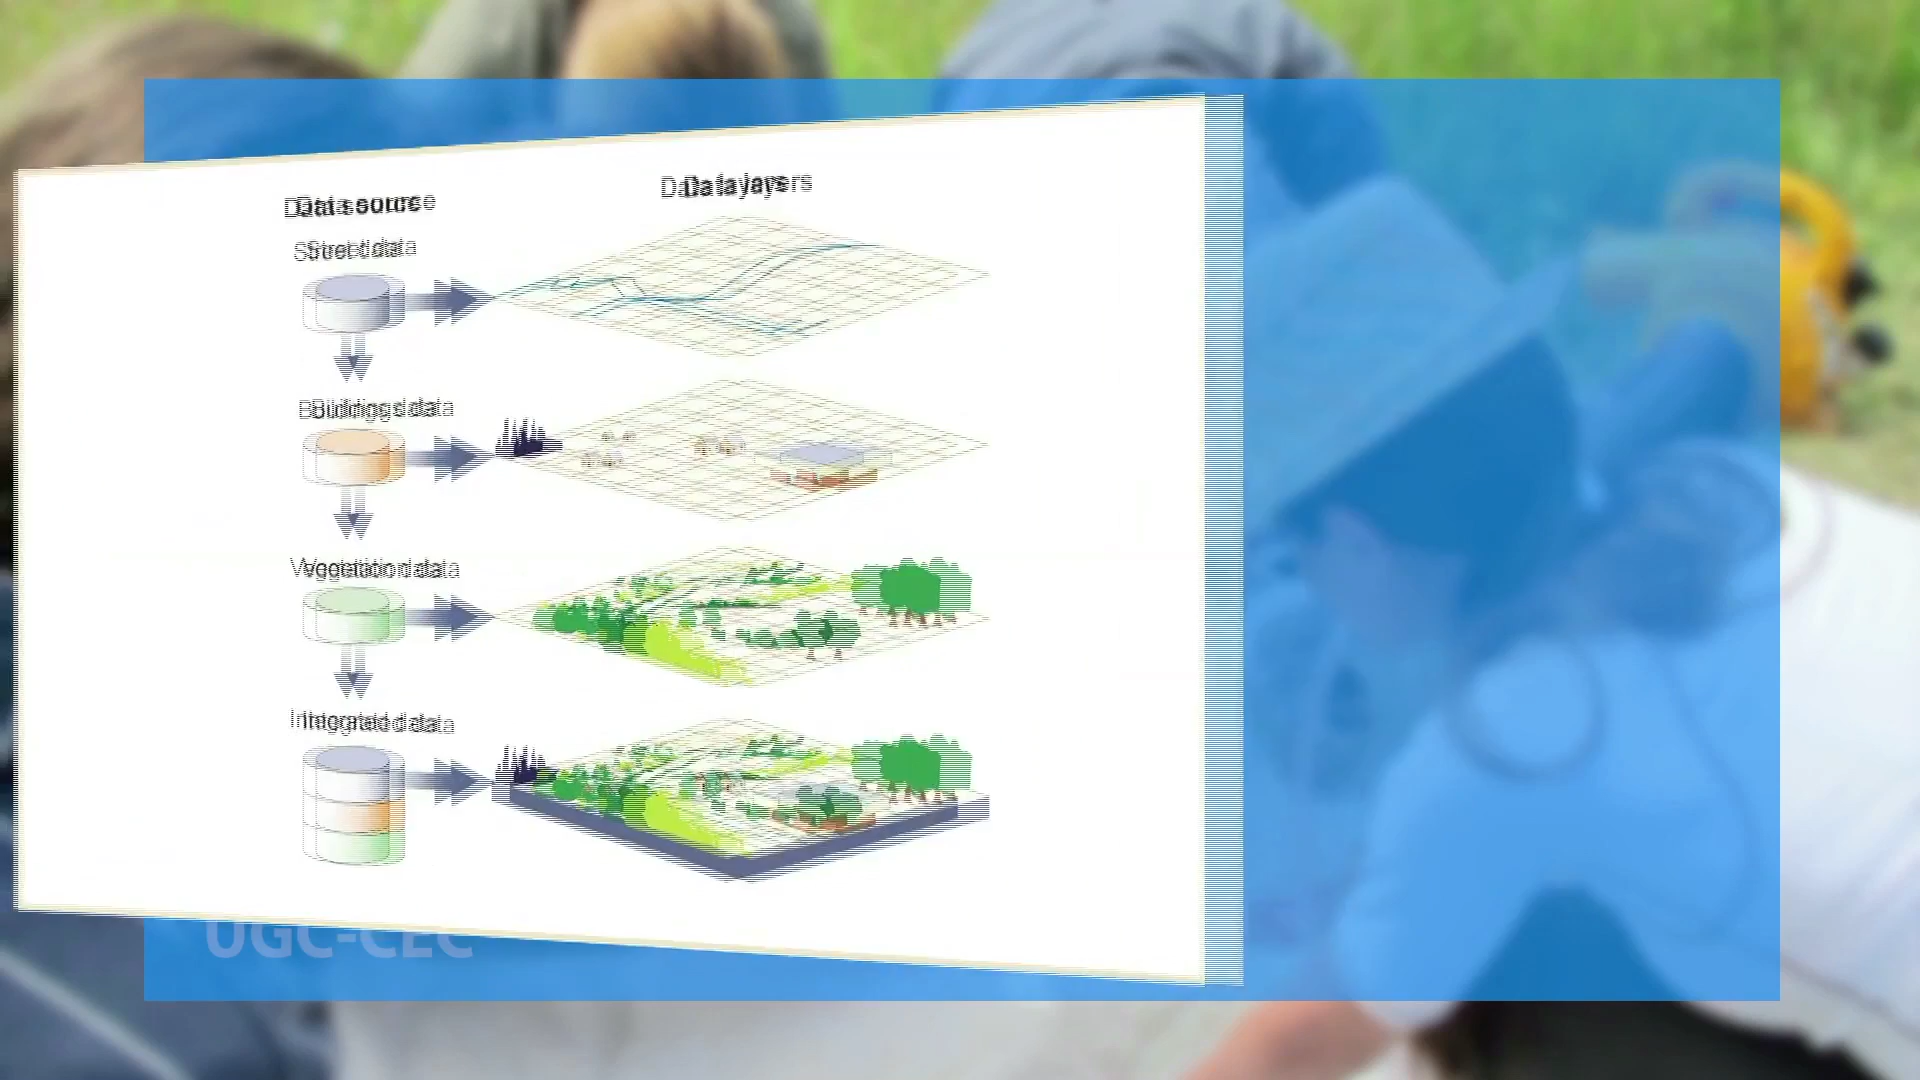 Data source
Data layers
Street data
Buildings data
Vegetation data
Integrated data
UGC-CEC